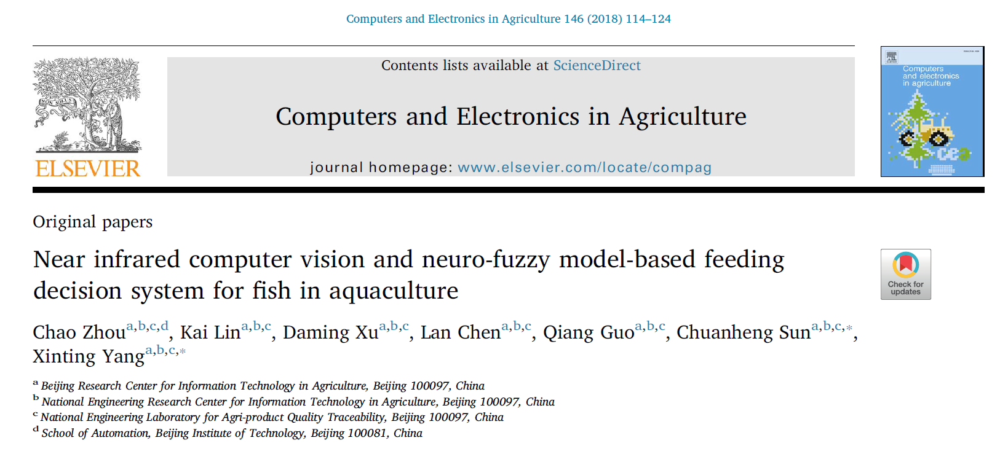 Computers and Electronics in Agriculture 146 (2018) 114–124
Contents lists available at ScienceDirect
Computers and Electronics in Agriculture
journal homepage: www.elsevier.com/locate/compag
NON SOLUS
ELSEVIER
Computers
and electronics
in agriculture
cea
Original papers
Near infrared computer vision and neuro-fuzzy model-based feeding
decision system for fish in aquaculture
Check for
updates
Chao Zhou a,b,c,d, Kai Lin a,b,c, Daming Xu a,b,c, Lan Chen a,b,c, Qiang Guo a,b,c, Chuanheng Sun a,b,c,*,
Xinting Yang a,b,c,*
a Beijing Research Center for Information Technology in Agriculture, Beijing 100097, China
b National Engineering Research Center for Information Technology in Agriculture, Beijing 100097, China
c National Engineering Laboratory for Agri-product Quality Traceability, Beijing 100097, China
d School of Automation, Beijing Institute of Technology, Beijing 100081, China